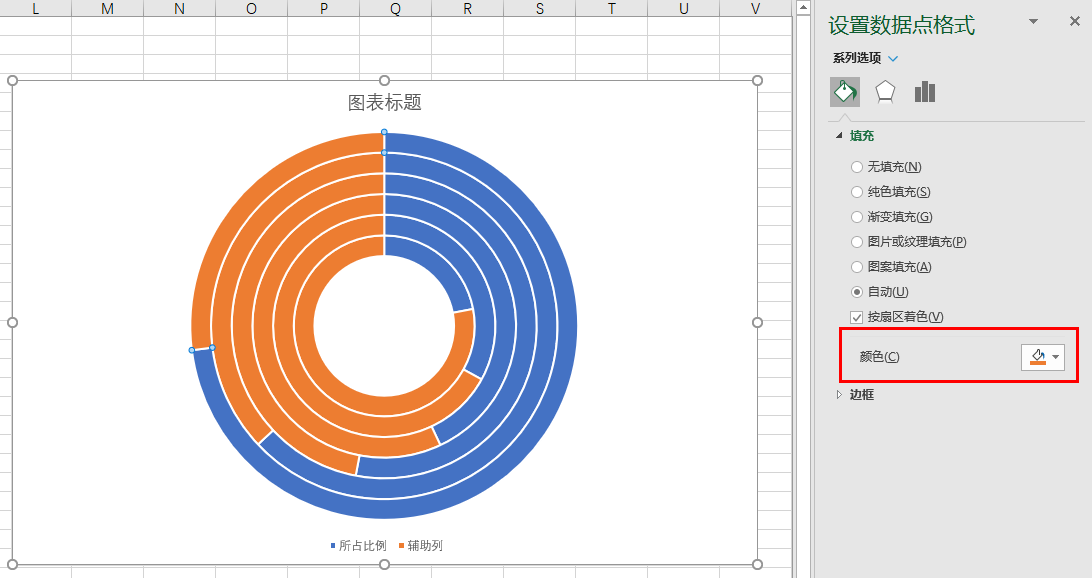 L M N O P Q R S T U V
图表标题
所占比例 辅助列
设置数据点格式
系列选项
填充
无填充(N)
纯色填充(S)
渐变填充(G)
图片或纹理填充(P)
图案填充(A)
自动(U)
按扇区着色(V)
颜色(C)
边框